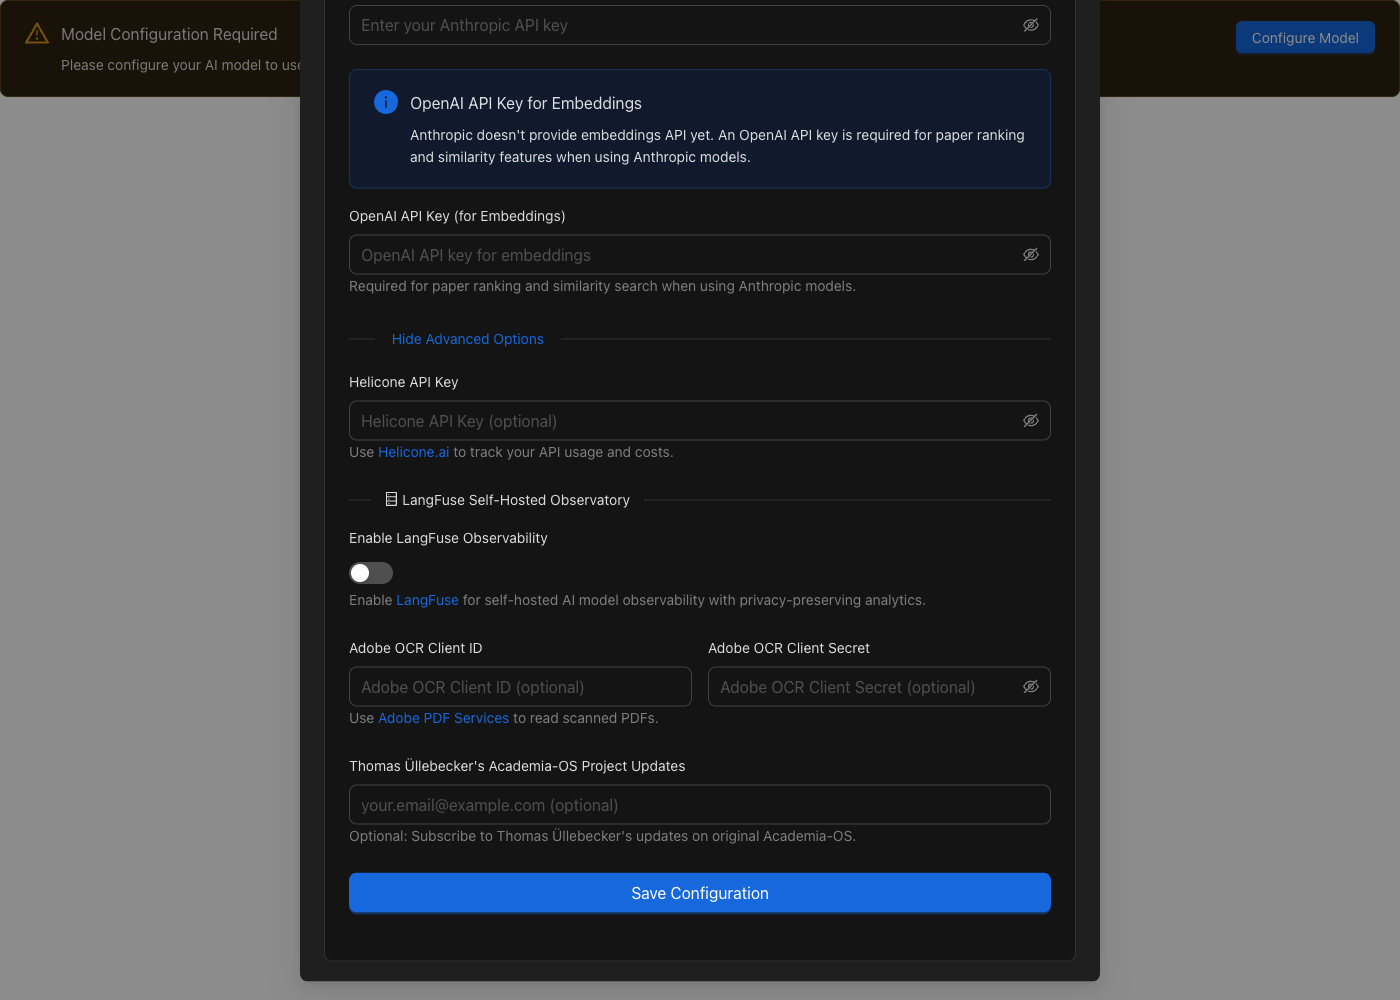 Model Configuration Required
Please configure your AI model to use
Configure Model
Enter your Anthropic API key
OpenAI API Key for Embeddings
Anthropic doesn't provide embeddings API yet. An OpenAI API key is required for paper ranking
and similarity features when using Anthropic models.
OpenAI API Key (for Embeddings)
OpenAI API key for embeddings
Required for paper ranking and similarity search when using Anthropic models.
Hide Advanced Options
Helicone API Key
Helicone API Key (optional)
Use Helicone.ai to track your API usage and costs.
LangFuse Self-Hosted Observatory
Enable LangFuse Observability
Enable LangFuse for self-hosted AI model observability with privacy-preserving analytics.
Adobe OCR Client ID
Adobe OCR Client Secret
Adobe OCR Client ID (optional)
Adobe OCR Client Secret (optional)
Use Adobe PDF Services to read scanned PDFs.
Thomas Üllebecker's Academia-OS Project Updates
your.email@example.com (optional)
Optional: Subscribe to Thomas Üllebecker's updates on original Academia-OS.
Save Configuration